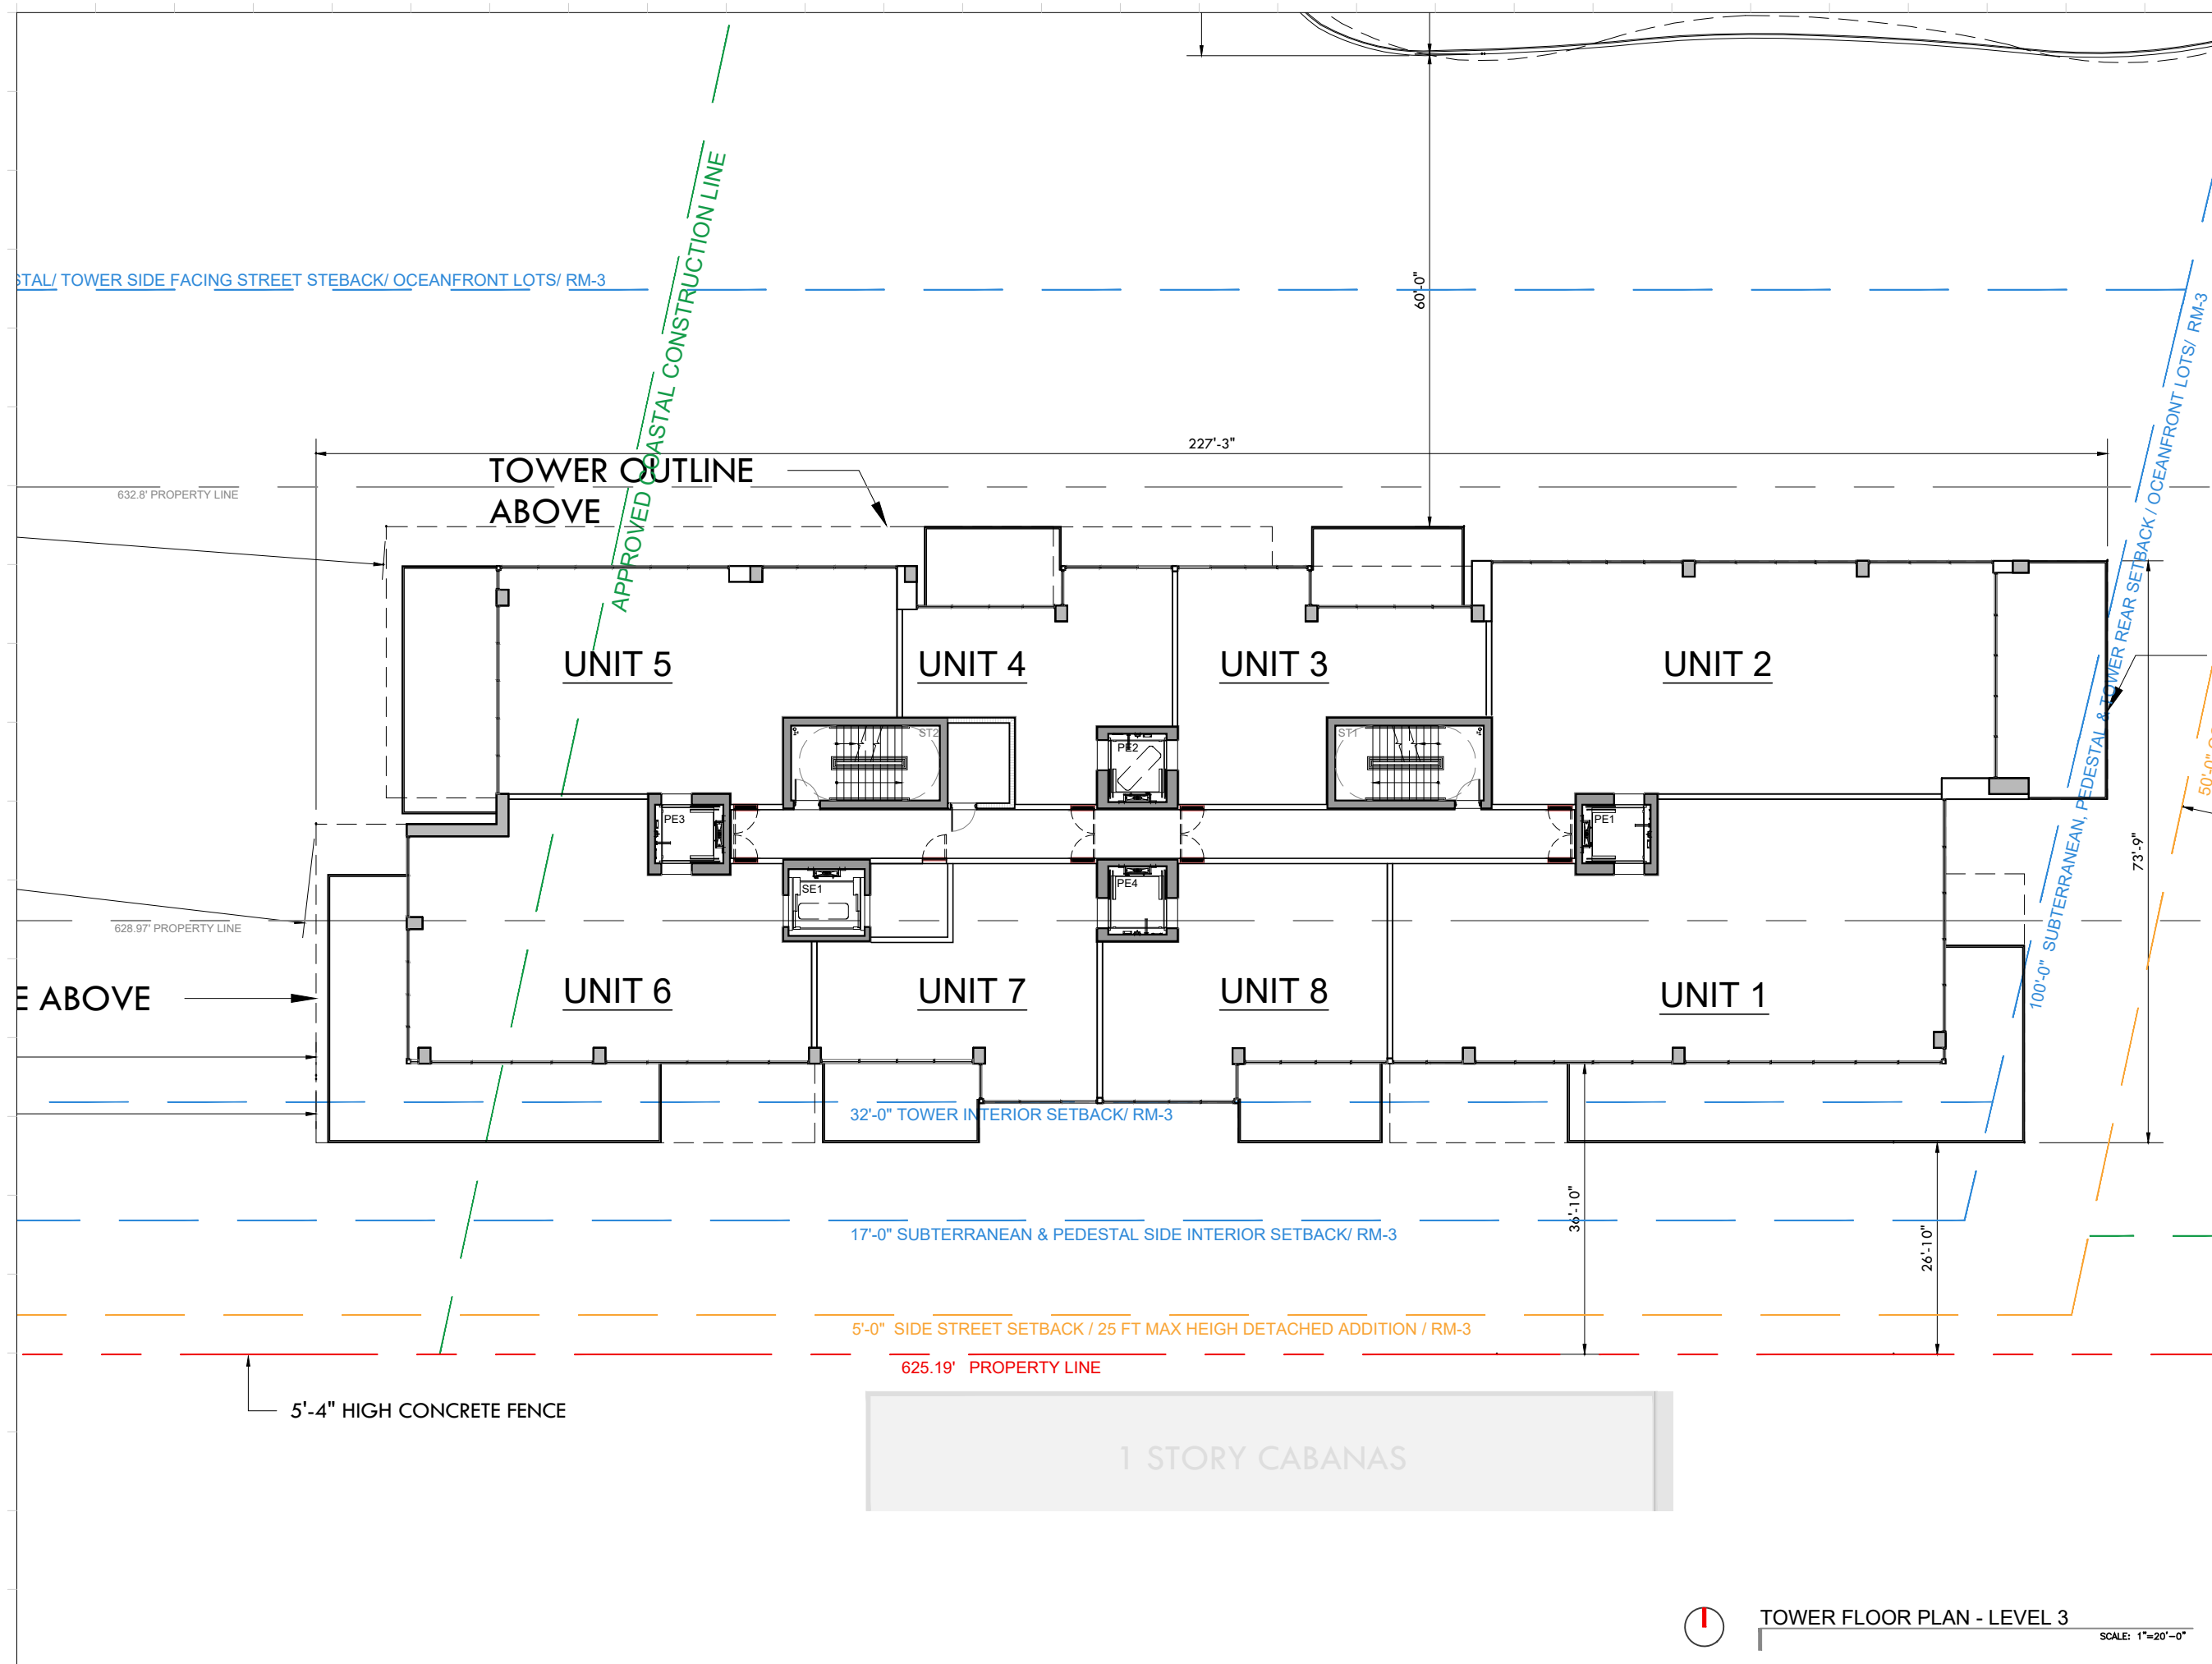 STAL/ TOWER SIDE FACING STREET STEBACK/ OCEANFRONT LOTS/ RM-3
APPROVED COASTAL CONSTRUCTION LINE
60'-0"
100'-0" SUBTERRANEAN, PEDESTAL & TOWER REAR SETBACK / OCEANFRONT LOTS/ RM-3
227'-3"
TOWER OUTLINE
ABOVE
632.8' PROPERTY LINE
UNIT 5
UNIT 4
UNIT 3
UNIT 2
ST2
PE2
ST1
50'-0"
PE3
PE1
73'-9"
SE1
PE4
628.97' PROPERTY LINE
E ABOVE
UNIT 6
UNIT 7
UNIT 8
UNIT 1
32'-0" TOWER INTERIOR SETBACK/ RM-3
36'-10"
26'-10"
17'-0" SUBTERRANEAN & PEDESTAL SIDE INTERIOR SETBACK/ RM-3
5'-0" SIDE STREET SETBACK / 25 FT MAX HEIGH DETACHED ADDITION / RM-3
625.19' PROPERTY LINE
5'-4" HIGH CONCRETE FENCE
1 STORY CABANAS
TOWER FLOOR PLAN - LEVEL 3
SCALE: 1"=20'-0"